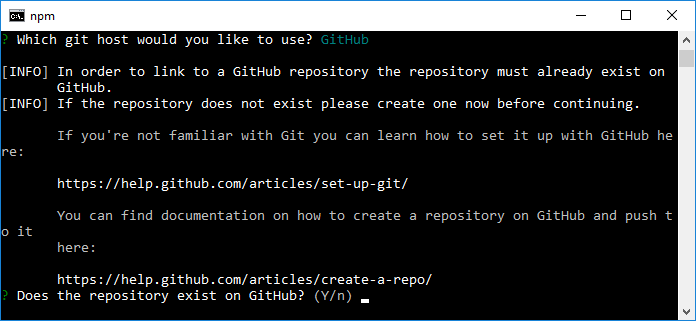 npm
? Which git host would you like to use? GitHub
[INFO] In order to link to a GitHub repository the repository must already exist on
GitHub.
[INFO] If the repository does not exist please create one now before continuing.
If you're not familiar with Git you can learn how to set it up with GitHub he
re:
https://help.github.com/articles/set-up-git/
You can find documentation on how to create a repository on GitHub and push t
o it
here:
https://help.github.com/articles/create-a-repo/
? Does the repository exist on GitHub? (Y/n)